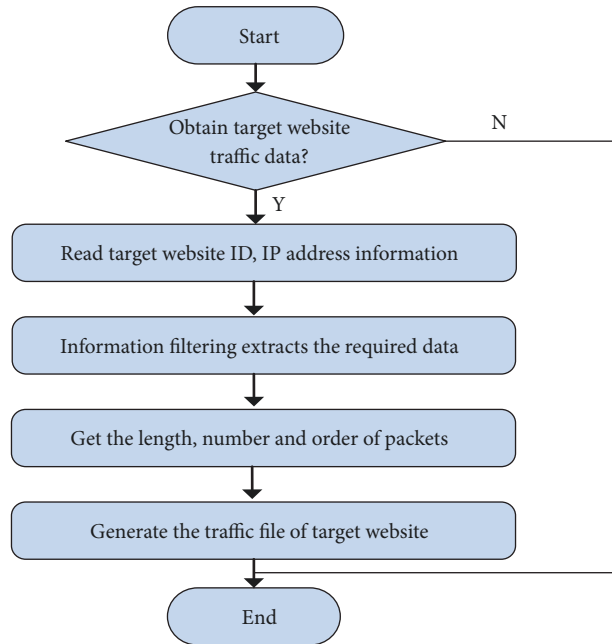 Start
Obtain target website
traffic data?
N
Y
Read target website ID, IP address information
Information filtering extracts the required data
Get the length, number and order of packets
Generate the traffic file of target website
End